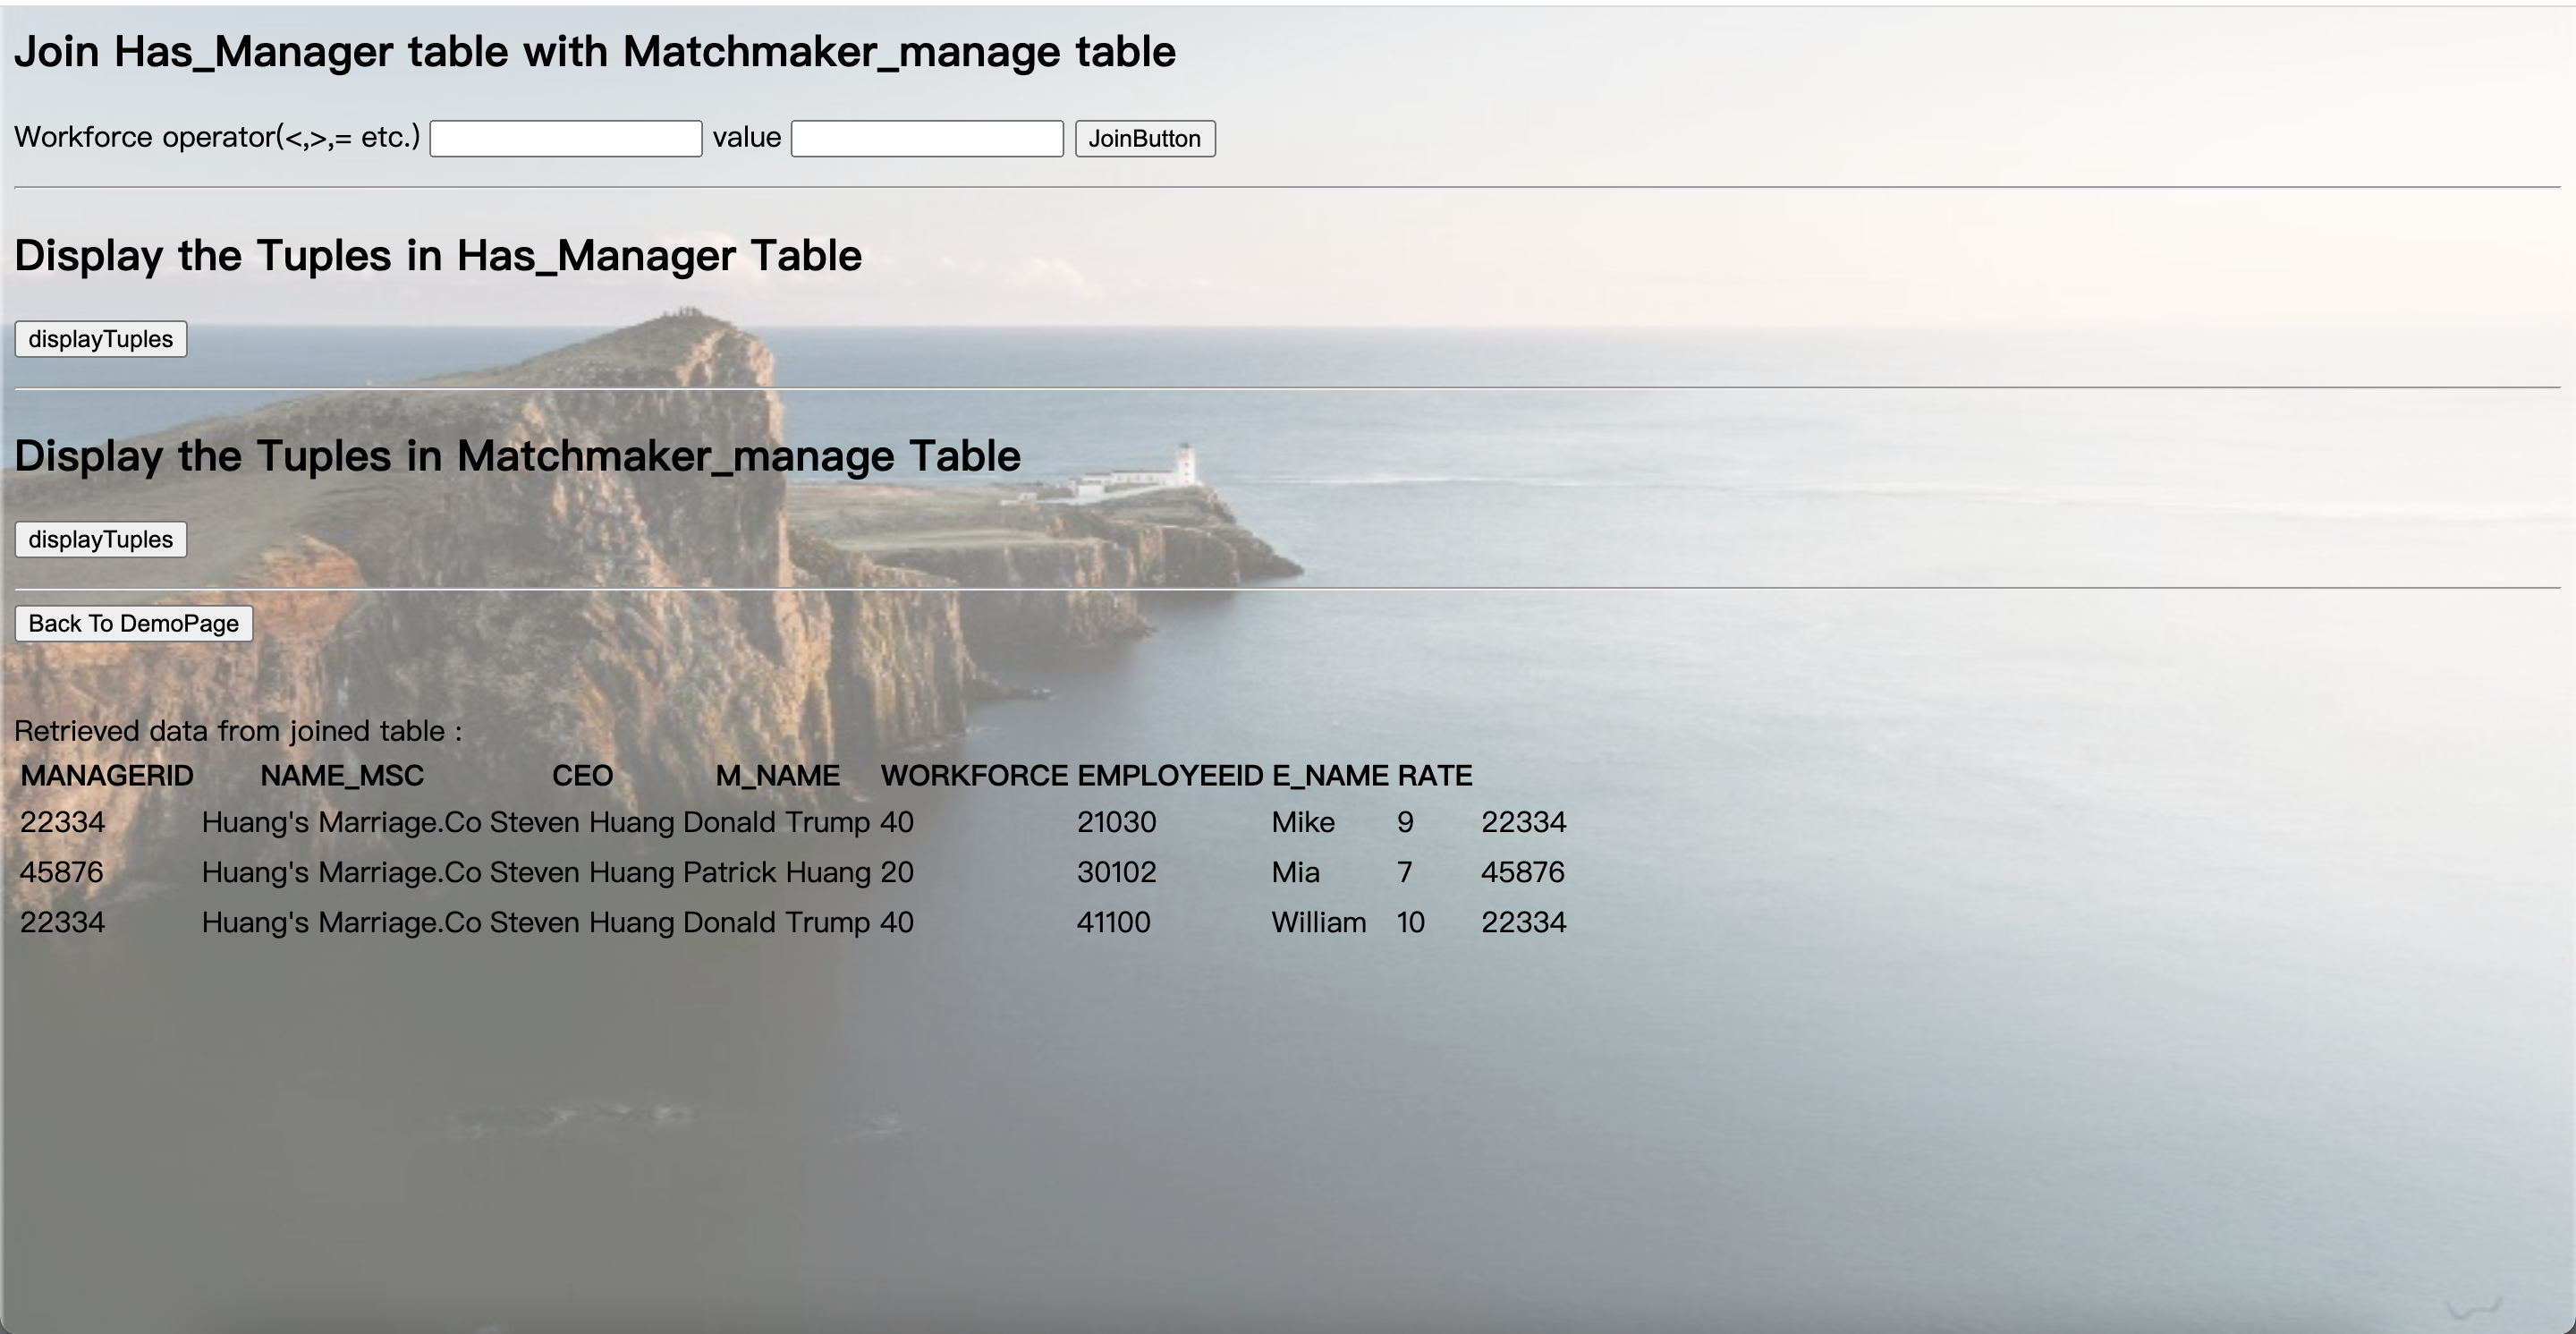 Join Has_Manager table with Matchmaker_manage table
Workforce operator(<,>,= etc.) value JoinButton
Display the Tuples in Has_Manager Table
displayTuples
Display the Tuples in Matchmaker_manage Table
displayTuples
Back To DemoPage
Retrieved data from joined table :
MANAGERID NAME_MSC CEO M_NAME WORKFORCE EMPLOYEEID E_NAME RATE
22334 Huang's Marriage.Co Steven Huang Donald Trump 40 21030 Mike 9 22334
45876 Huang's Marriage.Co Steven Huang Patrick Huang 20 30102 Mia 7 45876
22334 Huang's Marriage.Co Steven Huang Donald Trump 40 41100 William 10 22334